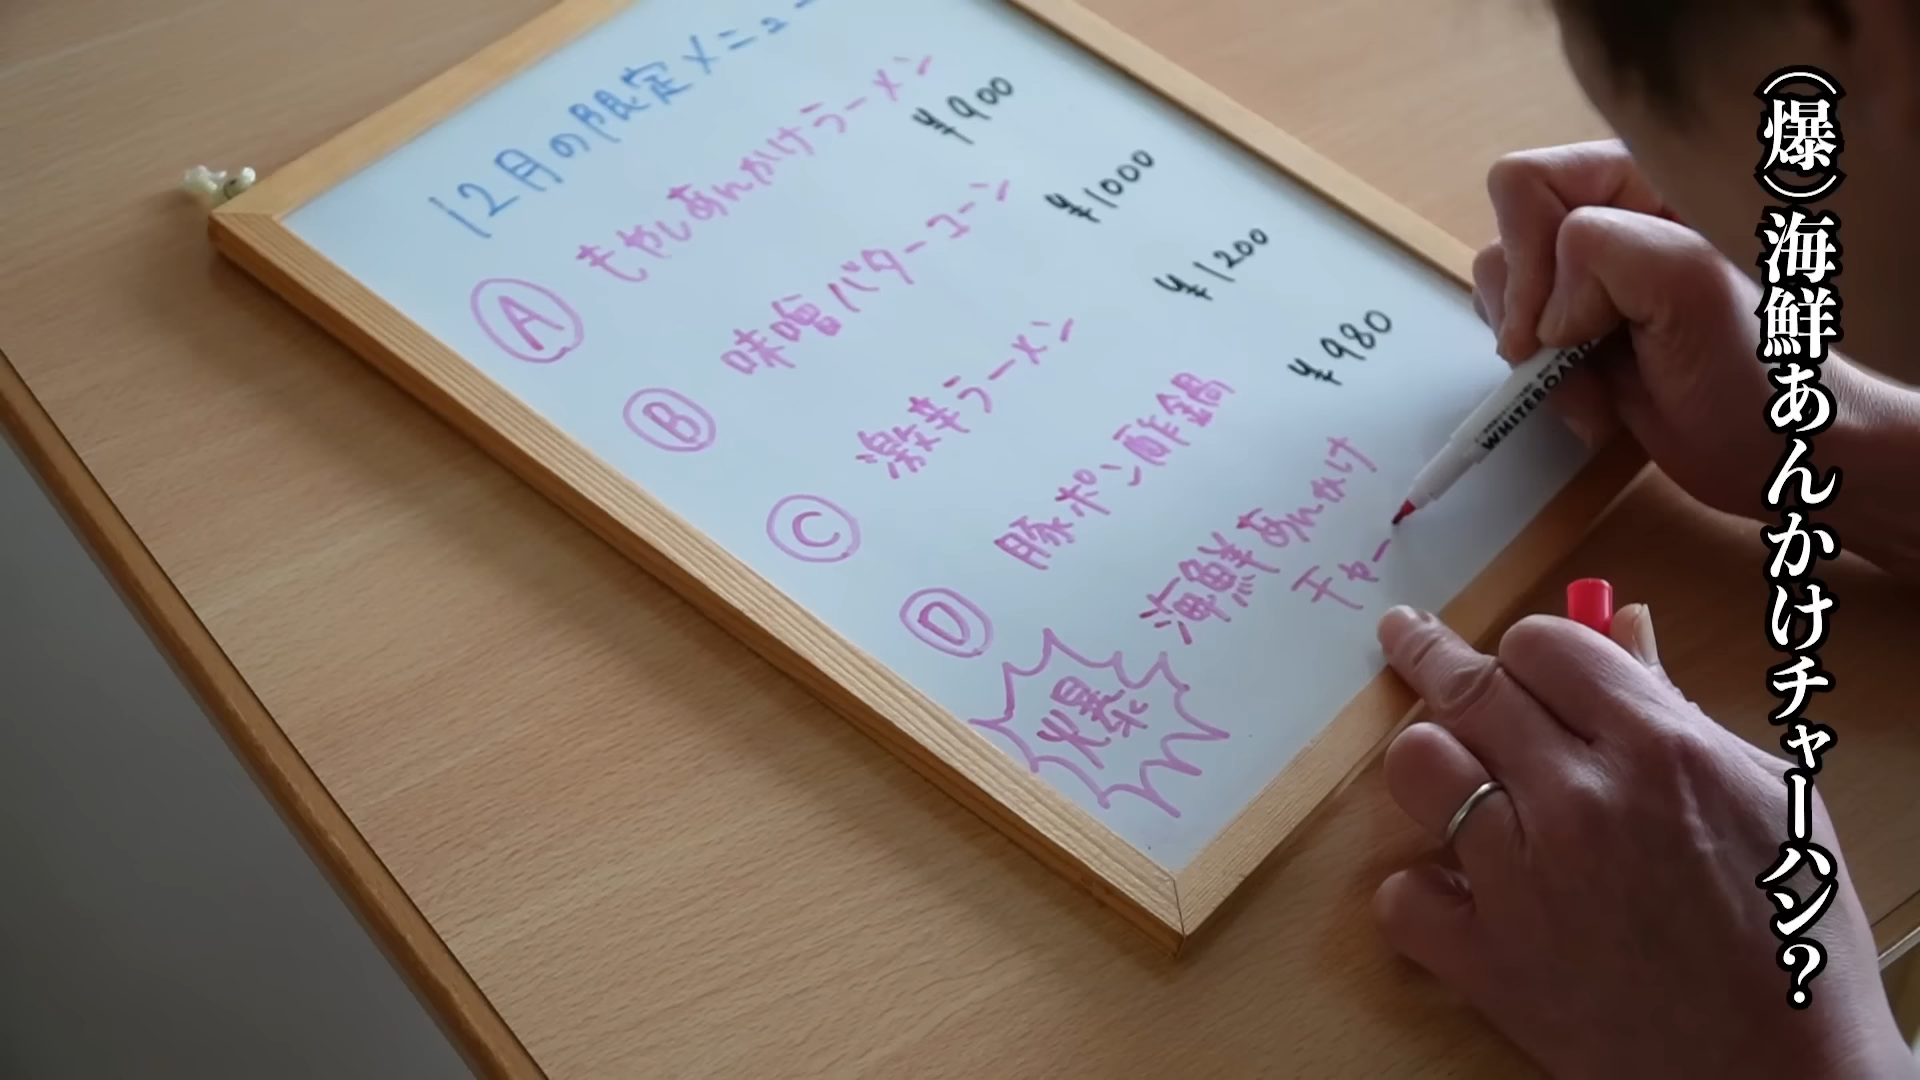 12月の限定メニュー
Ⓐ もやしあんかけラーメン ¥900
Ⓑ 味噌バターコーン ¥1000
Ⓒ 激辛ラーメン ¥1200
Ⓓ 豚ポン酢鍋 ¥980
爆 海鮮あんかけ
チャー
WHITEBOARD
（爆）海鮮あんかけチャーハン？